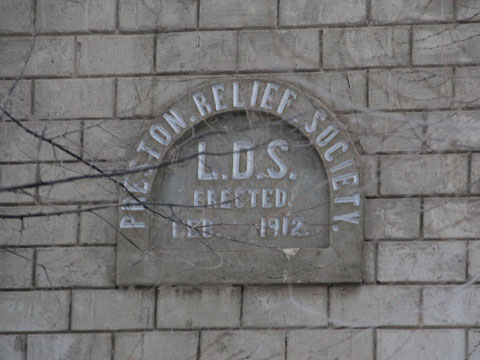 PRESTON.RELIEF.SOCIETY.
L.D.S.
ERECTED.
FEB. 1912.